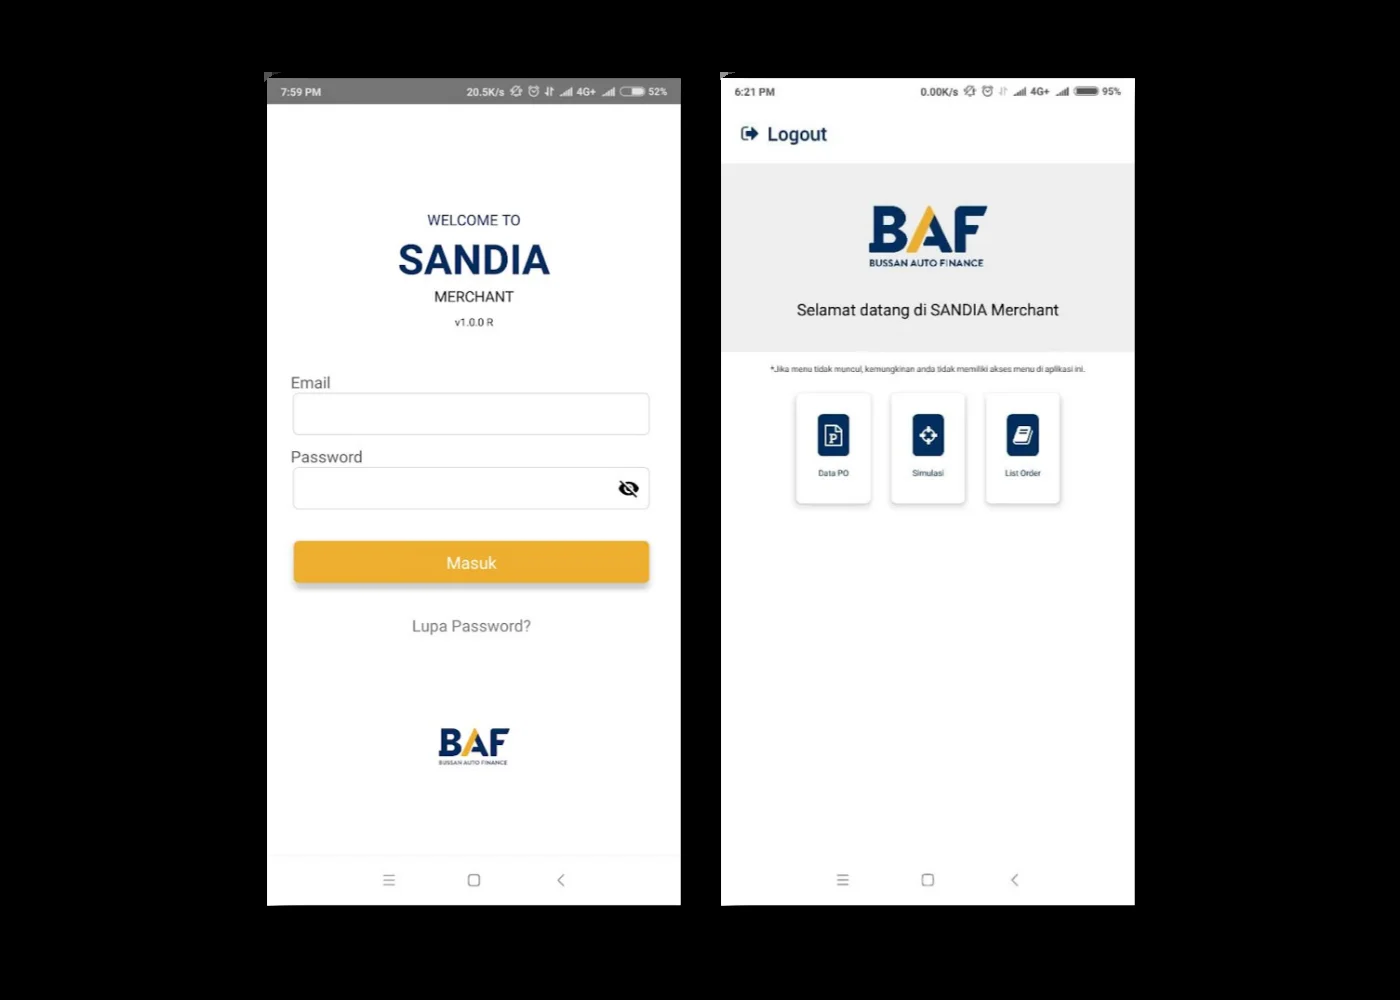 7:59 PM
20.5K/s 4G+ 52%
WELCOME TO
SANDIA
MERCHANT
v1.0.0 R
Email
Password
Masuk
Lupa Password?
BAF
BUSSAN AUTO FINANCE
6:21 PM
0.00K/s 4G+ 95%
Logout
BAF
BUSSAN AUTO FINANCE
Selamat datang di SANDIA Merchant
*Jika menu tidak muncul, kemungkinan anda tidak memiliki akses menu di aplikasi ini.
P
Data PO
Simulasi
List Order